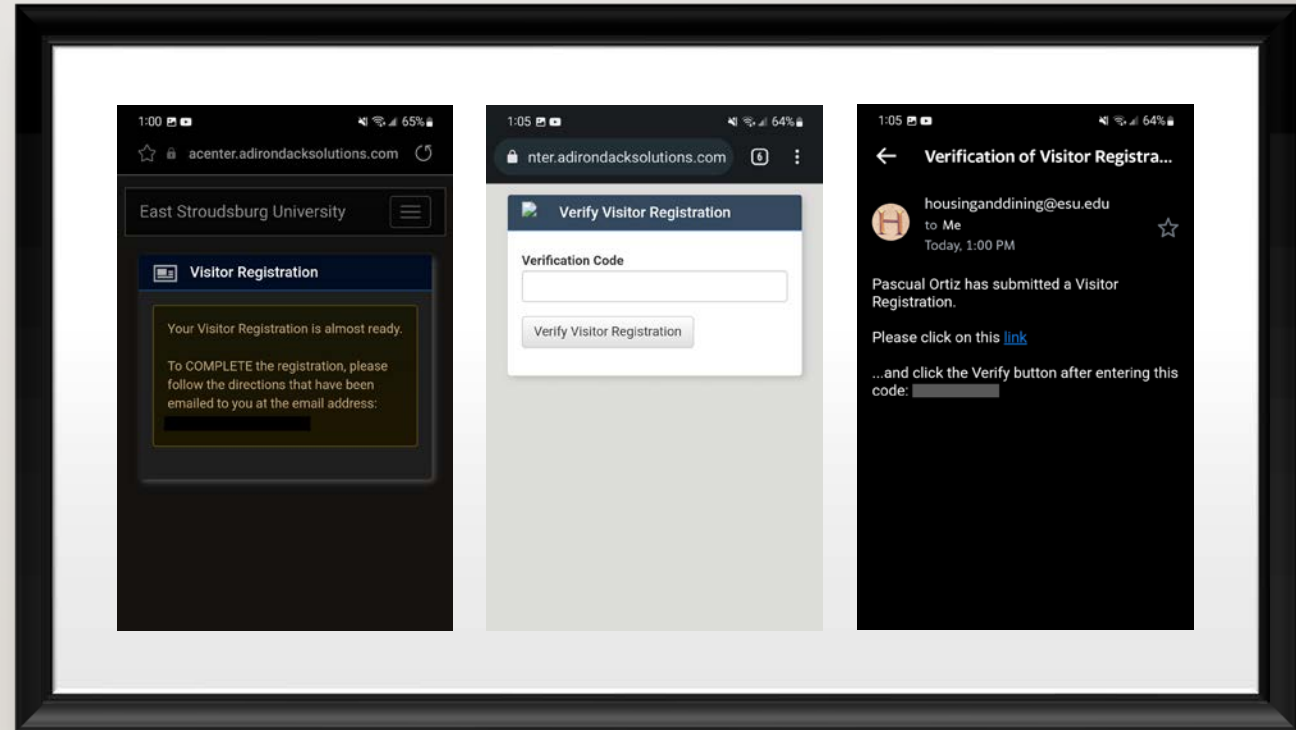 1:00
65%
acenter.adirondacksolutions.com
East Stroudsburg University
Visitor Registration
Your Visitor Registration is almost ready.
To COMPLETE the registration, please
follow the directions that have been
emailed to you at the email address:
1:05
64%
nter.adirondacksolutions.com
6
Verify Visitor Registration
Verification Code
Verify Visitor Registration
1:05
64%
Verification of Visitor Registra...
H
housinganddining@esu.edu
to Me
Today, 1:00 PM
Pascual Ortiz has submitted a Visitor
Registration.
Please click on this link
...and click the Verify button after entering this
code: